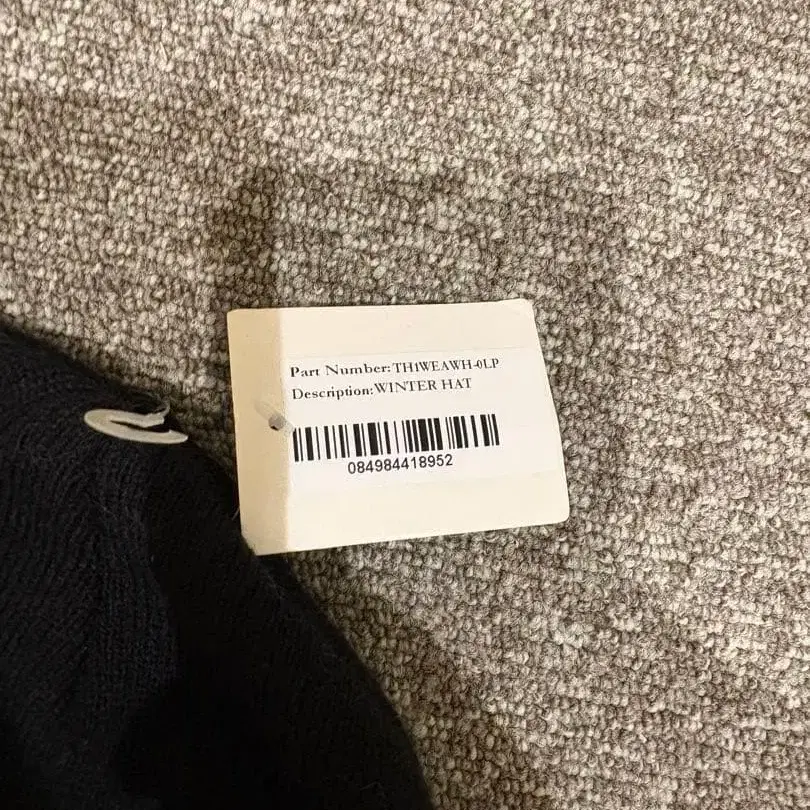 Part Number:TH1WEAWH-0LP
Description:WINTER HAT
084984418952